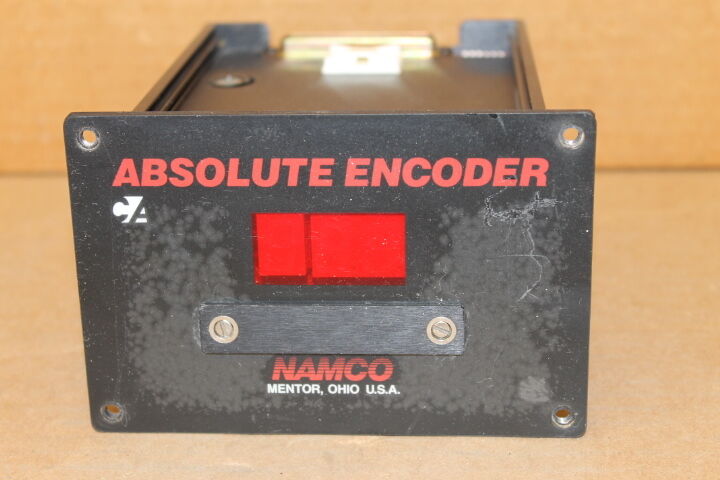 ABSOLUTE ENCODER
C/A
NAMCO
MENTOR, OHIO U.S.A.